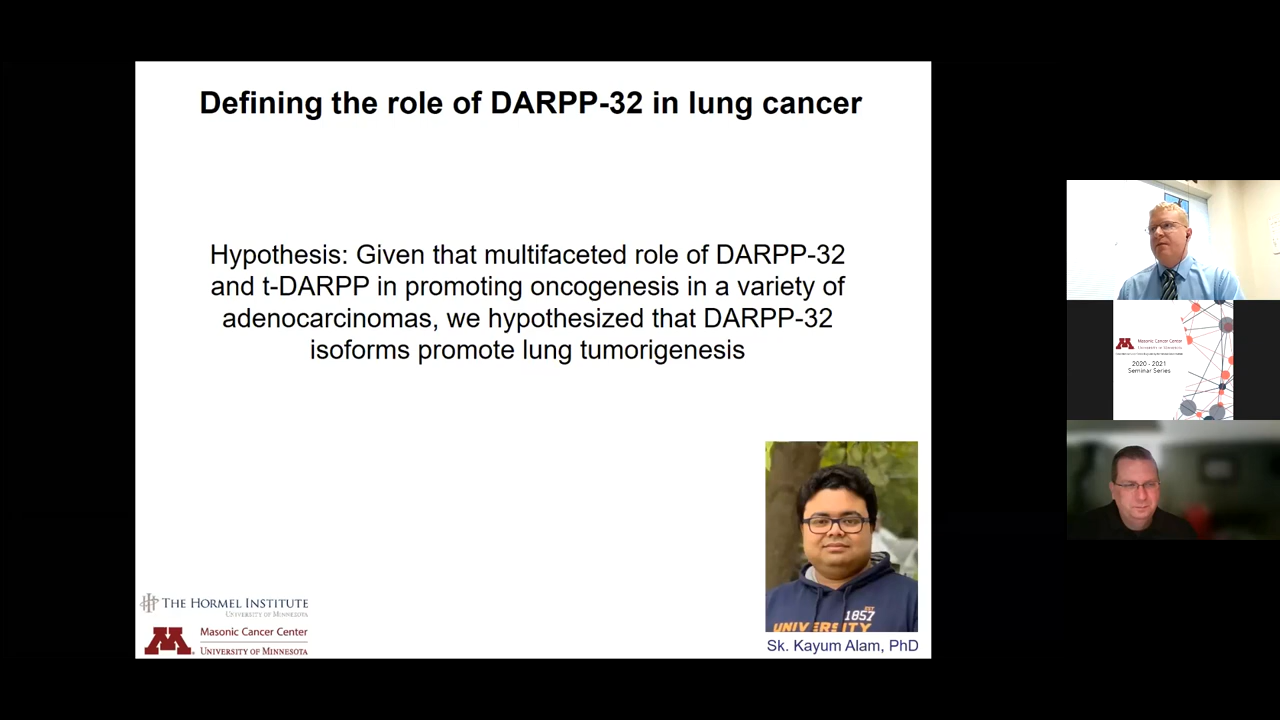 Defining the role of DARPP-32 in lung cancer
Hypothesis: Given that multifaceted role of DARPP-32
and t-DARPP in promoting oncogenesis in a variety of
adenocarcinomas, we hypothesized that DARPP-32
isoforms promote lung tumorigenesis
EST
1857
UNIVERSITY
Sk. Kayum Alam, PhD
THE HORMEL INSTITUTE
UNIVERSITY OF MINNESOTA
Masonic Cancer Center
UNIVERSITY OF MINNESOTA
Masonic Cancer Center
UNIVERSITY OF MINNESOTA
2020 - 2021
Seminar Series